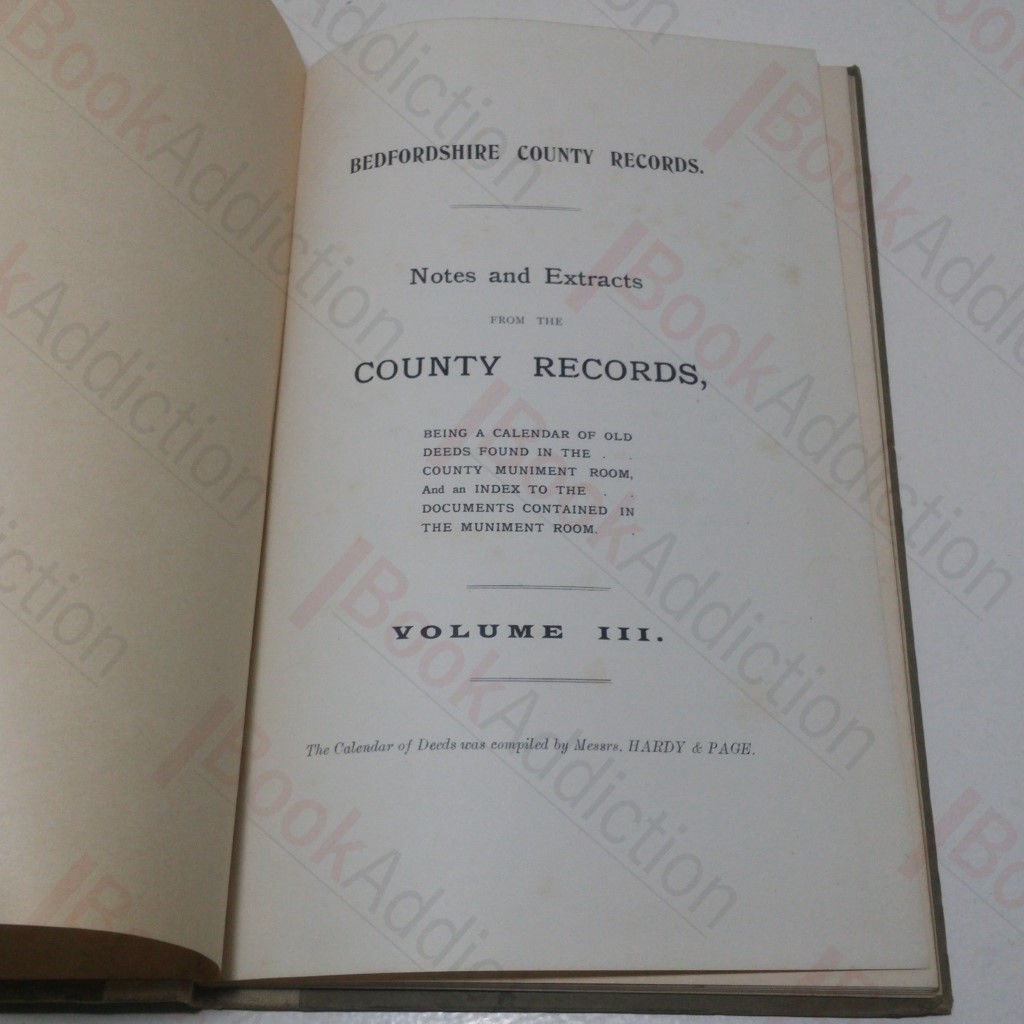 BEDFORDSHIRE COUNTY RECORDS.
Notes and Extracts
FROM THE
COUNTY RECORDS,
BEING A CALENDAR OF OLD
DEEDS FOUND IN THE . .
COUNTY MUNIMENT ROOM,
And an INDEX TO THE . .
DOCUMENTS CONTAINED IN
THE MUNIMENT ROOM. .
VOLUME III.
The Calendar of Deeds was compiled by Messrs. HARDY & PAGE.
BookAddiction